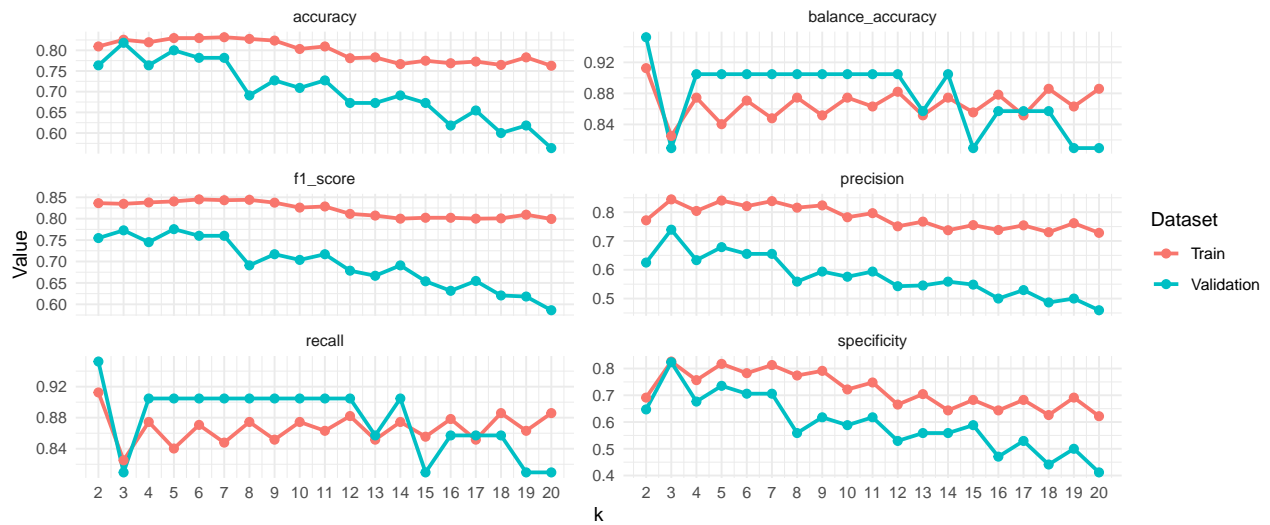 accuracy
balance_accuracy
0.80
0.75
0.70
0.65
0.60
0.92
0.88
0.84
f1_score
precision
0.85
0.80
0.75
0.70
0.65
0.60
0.8
0.7
0.6
0.5
recall
specificity
0.92
0.88
0.84
0.8
0.7
0.6
0.5
0.4
2 3 4 5 6 7 8 9 10 11 12 13 14 15 16 17 18 19 20
2 3 4 5 6 7 8 9 10 11 12 13 14 15 16 17 18 19 20
k
Value
Dataset
Train
Validation